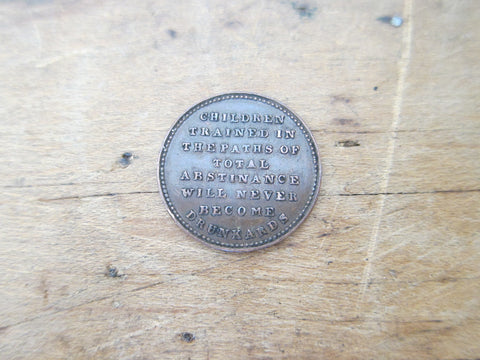 CHILDREN
TRAINED IN
THE PATHS OF
TOTAL
ABSTINANCE
WILL NEVER
BECOME
DRUNKARDS